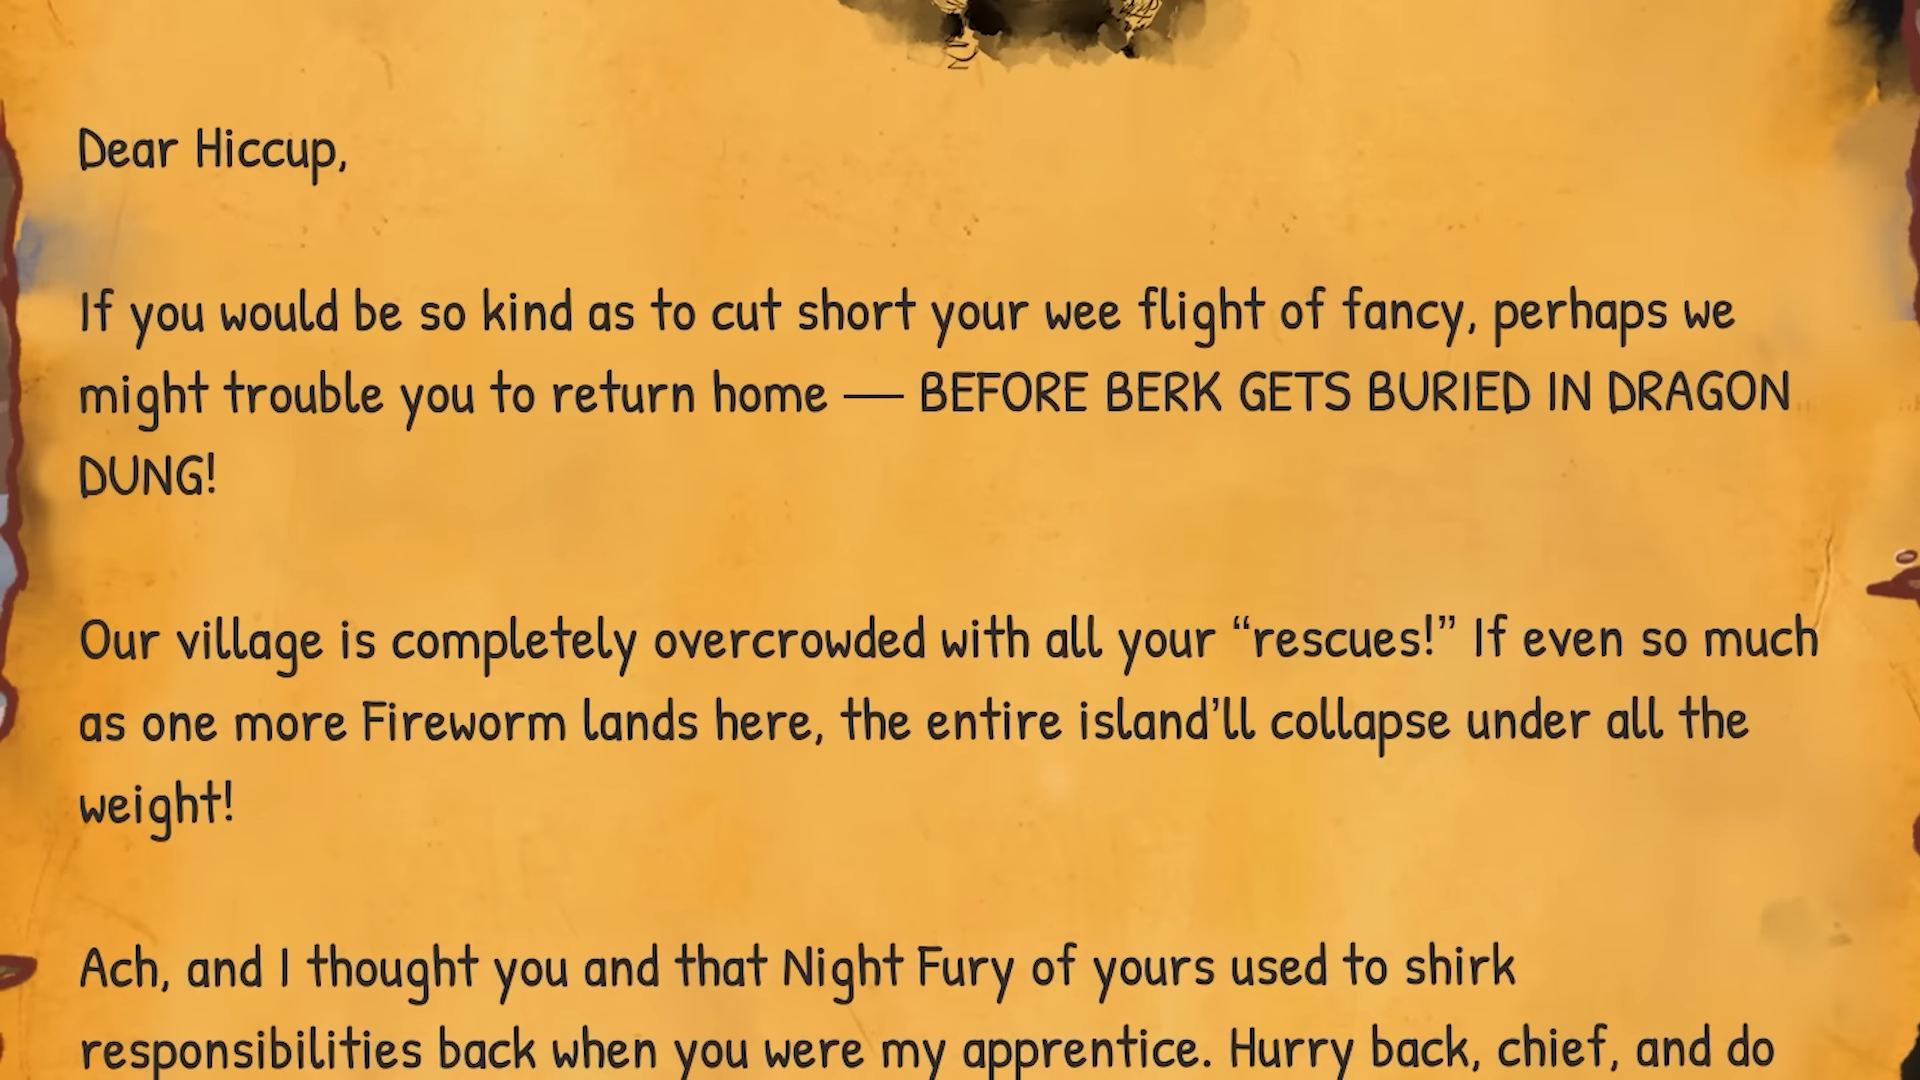 Dear Hiccup,
If you would be so kind as to cut short your wee flight of fancy, perhaps we
might trouble you to return home — BEFORE BERK GETS BURIED IN DRAGON
DUNG!
Our village is completely overcrowded with all your “rescues!” If even so much
as one more Fireworm lands here, the entire island’ll collapse under all the
weight!
Ach, and I thought you and that Night Fury of yours used to shirk
responsibilities back when you were my apprentice. Hurry back, chief, and do